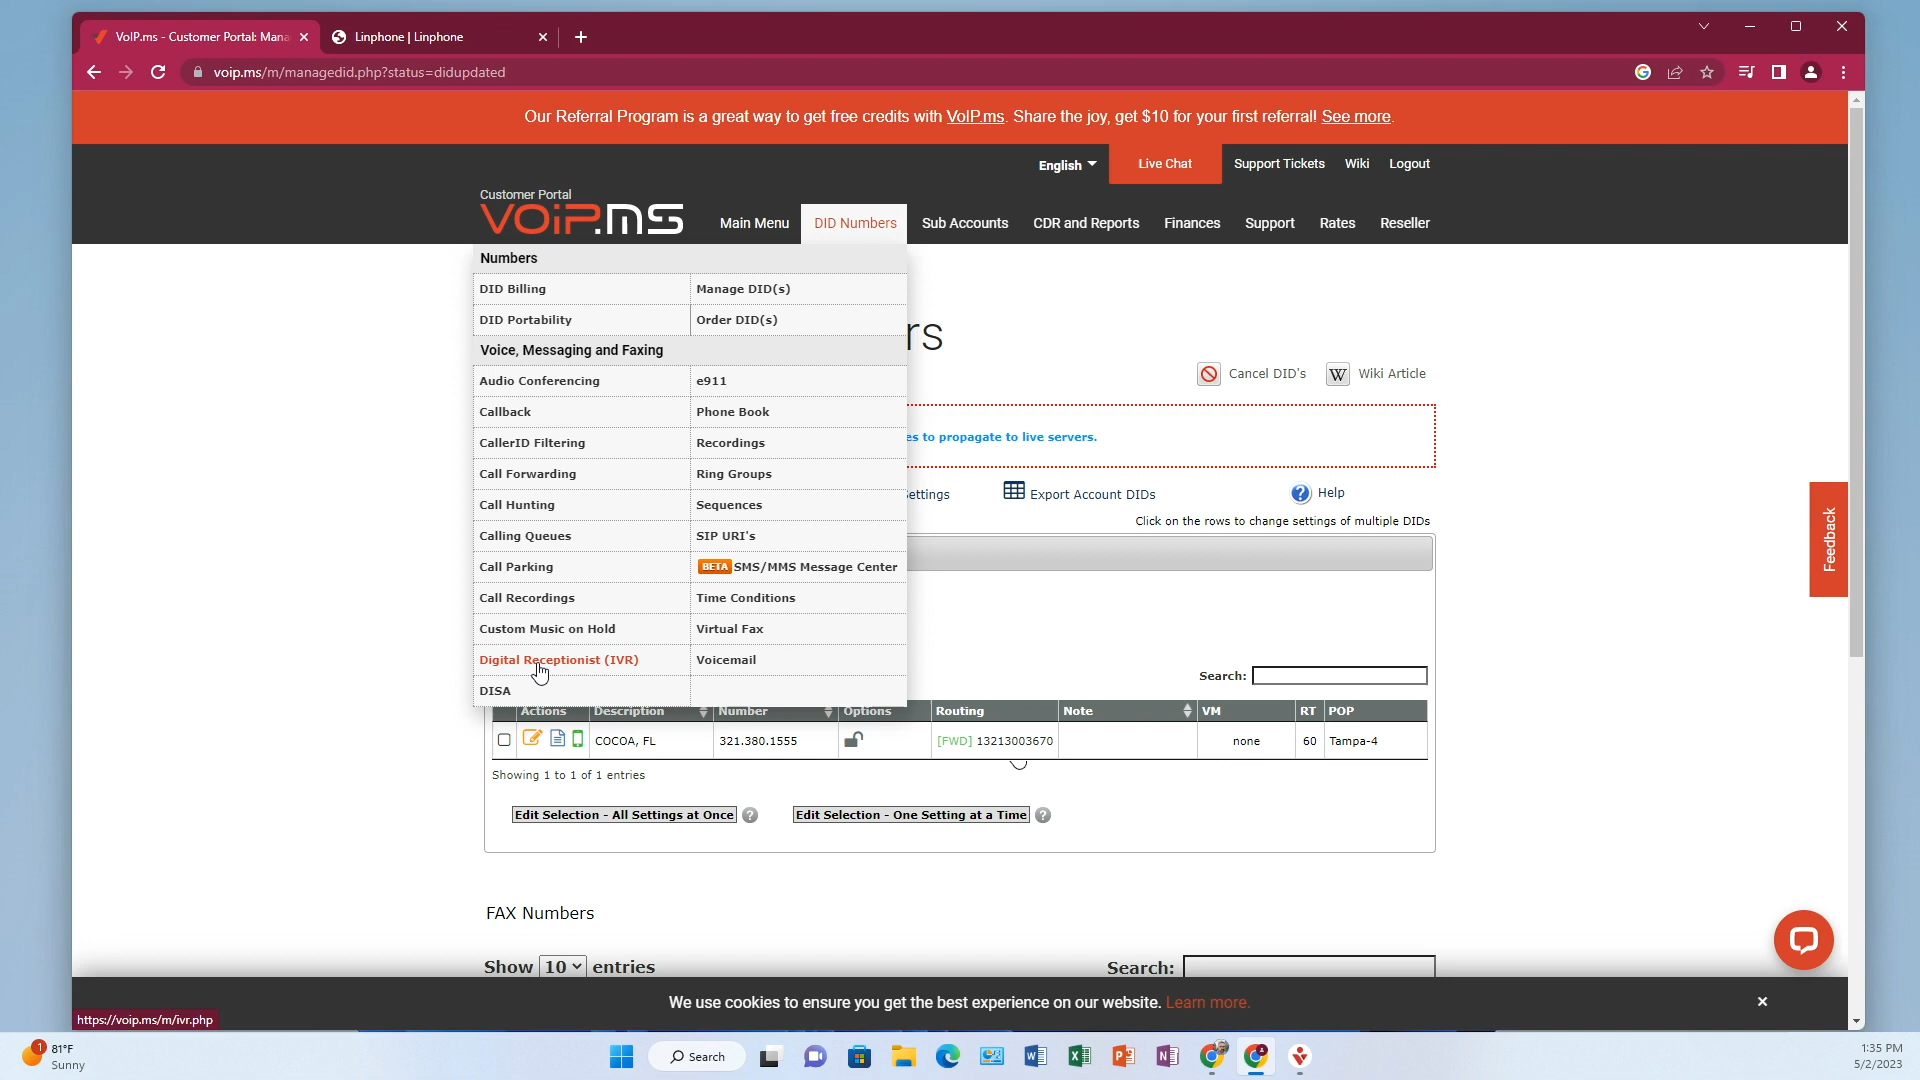 VoIP.ms - Customer Portal: Mana
Linphone | Linphone
voip.ms/m/managedid.php?status=didupdated
Our Referral Program is a great way to get free credits with VoIP.ms. Share the joy, get $10 for your first referral! See more.
English
Live Chat
Support Tickets
Wiki
Logout
Customer Portal
VOiP.MS
Main Menu
DID Numbers
Sub Accounts
CDR and Reports
Finances
Support
Rates
Reseller
Numbers
DID Billing
Manage DID(s)
DID Portability
Order DID(s)
Voice, Messaging and Faxing
Audio Conferencing
e911
Callback
Phone Book
CallerID Filtering
Recordings
Call Forwarding
Ring Groups
Call Hunting
Sequences
Calling Queues
SIP URI's
Call Parking
BETA SMS/MMS Message Center
Call Recordings
Time Conditions
Custom Music on Hold
Virtual Fax
Digital Receptionist (IVR)
Voicemail
DISA
rs
Cancel DID's
W Wiki Article
es to propagate to live servers.
ettings
Export Account DIDs
? Help
Click on the rows to change settings of multiple DIDs
Feedback
Search:
Actions Description Number Options Routing Note VM RT POP
COCOA, FL 321.380.1555 [FWD] 13213003670 none 60 Tampa-4
Showing 1 to 1 of 1 entries
Edit Selection - All Settings at Once ?
Edit Selection - One Setting at a Time ?
FAX Numbers
Show 10 entries
Search:
We use cookies to ensure you get the best experience on our website. Learn more.
https://voip.ms/m/ivr.php
1
81°F
Sunny
Search
1:35 PM
5/2/2023